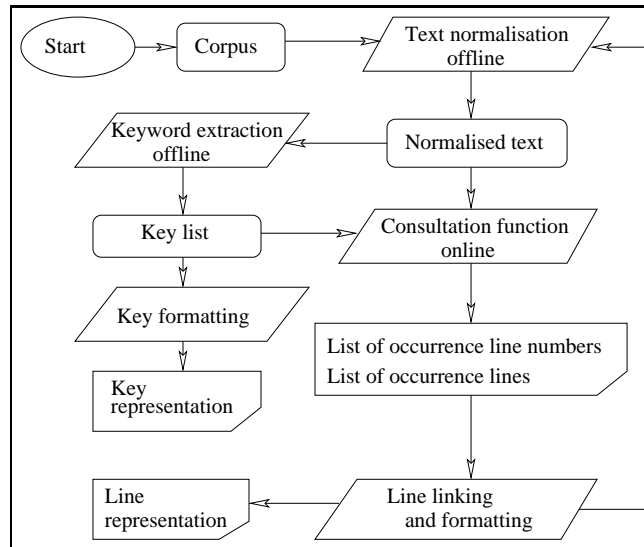 Start
Corpus
Text normalisation
offline
Keyword extraction
offline
Normalised text
Key list
Consultation function
online
Key formatting
List of occurrence line numbers
List of occurrence lines
Key
representation
Line
representation
Line linking
and formatting